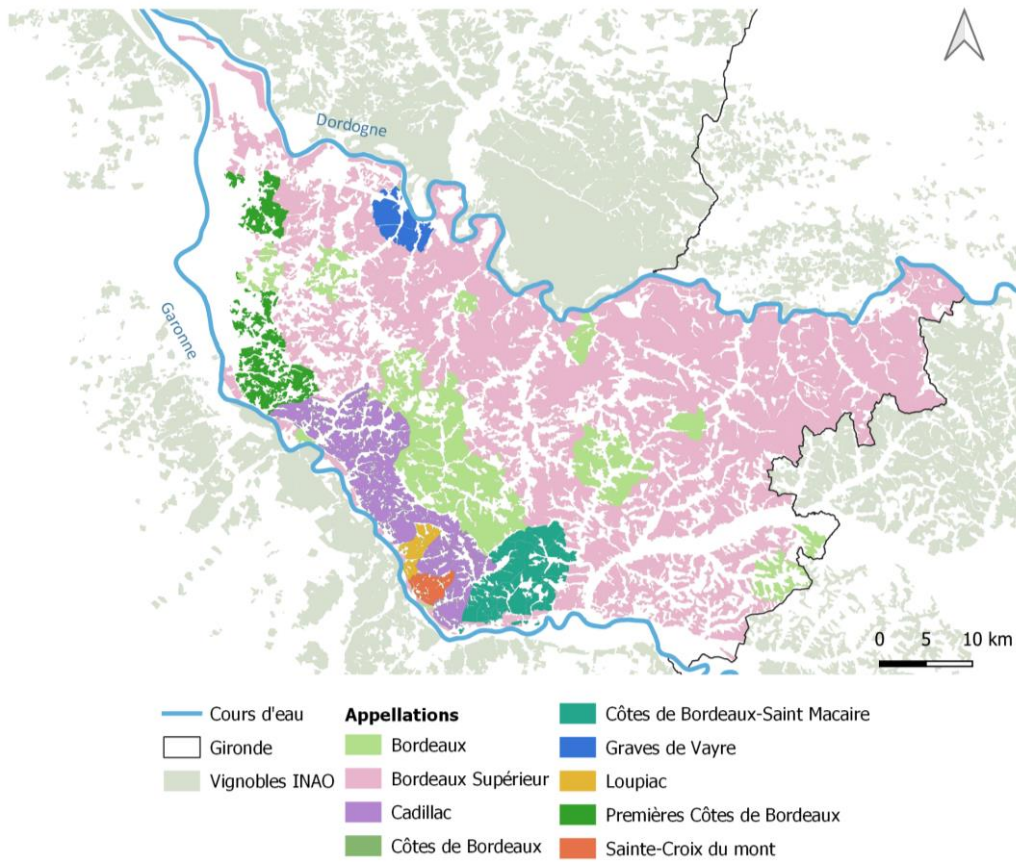 Dordogne
Garonne
0 5 10 km
Cours d'eau
Gironde
Vignobles INAO
Appellations
Bordeaux
Bordeaux Supérieur
Cadillac
Côtes de Bordeaux
Côtes de Bordeaux-Saint Macaire
Graves de Vayre
Loupiac
Premières Côtes de Bordeaux
Sainte-Croix du mont